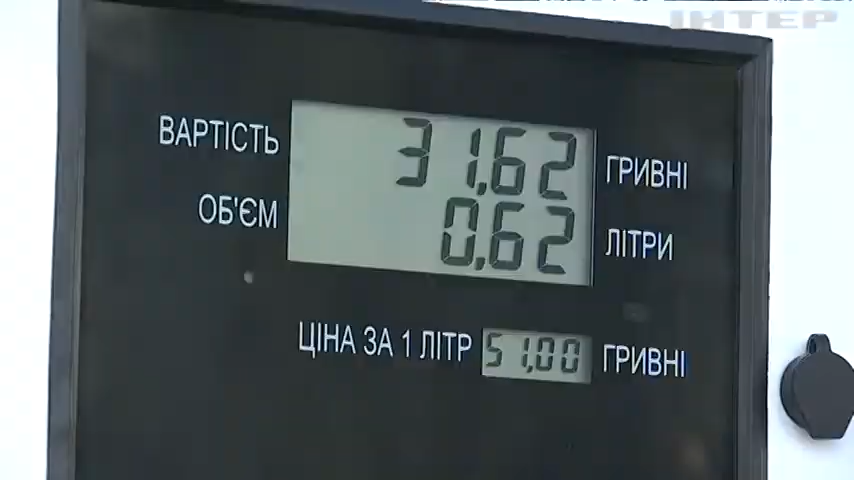 ІНТЕР
ВАРТІСТЬ 31,62 ГРИВНІ
ОБ'ЄМ 0,62 ЛІТРИ
ЦІНА ЗА 1 ЛІТР 51,00 ГРИВНІ